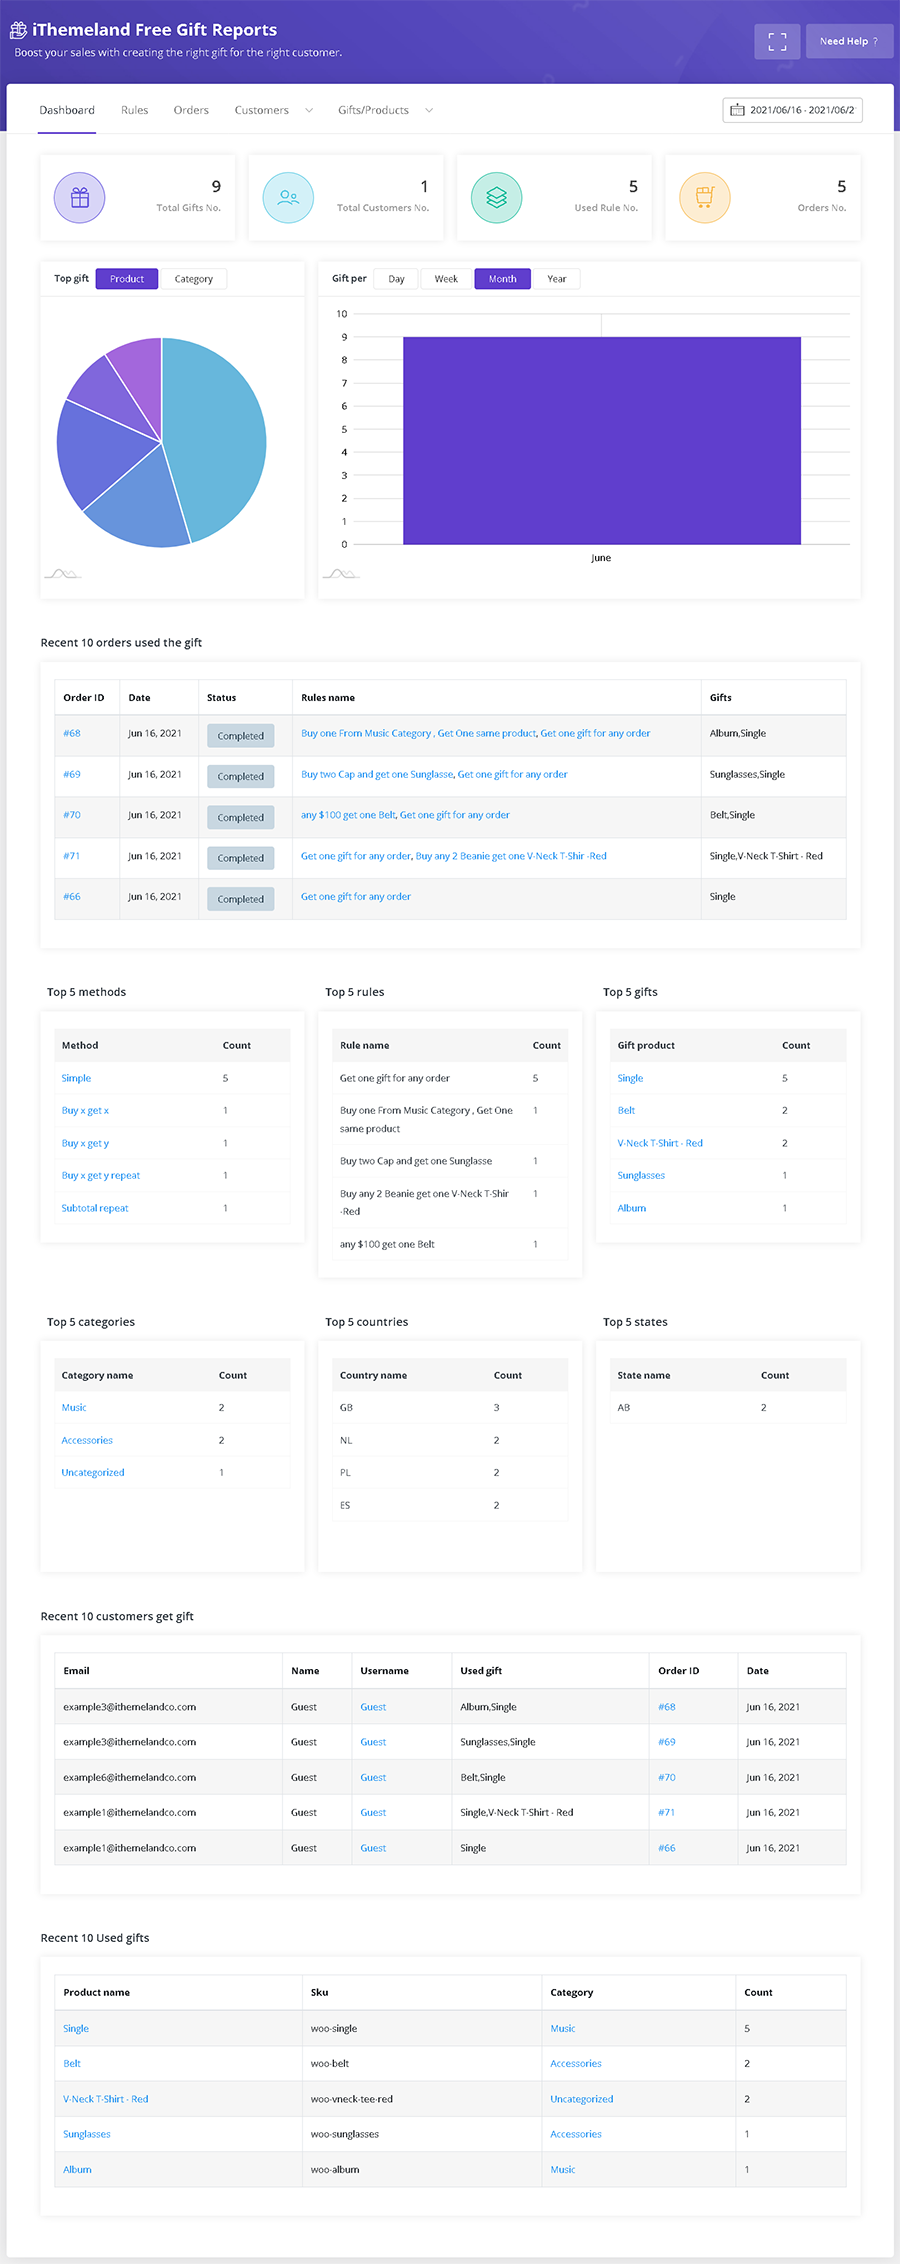 iThemeland Free Gift Reports
Boost your sales with creating the right gift for the right customer.
Need Help ?
Dashboard Rules Orders Customers Gifts/Products 2021/06/16 - 2021/06/2
9
Total Gifts No.
1
Total Customers No.
5
Used Rule No.
5
Orders No.
Top gift Product Category
Gift per Day Week Month Year
10
9
8
7
6
5
4
3
2
1
0
June
Recent 10 orders used the gift
Order ID Date Status Rules name Gifts
#68 Jun 16, 2021 Completed Buy one From Music Category , Get One same product, Get one gift for any order Album,Single
#69 Jun 16, 2021 Completed Buy two Cap and get one Sunglasse, Get one gift for any order Sunglasses,Single
#70 Jun 16, 2021 Completed any $100 get one Belt, Get one gift for any order Belt,Single
#71 Jun 16, 2021 Completed Get one gift for any order, Buy any 2 Beanie get one V-Neck T-Shir -Red Single,V-Neck T-Shirt - Red
#66 Jun 16, 2021 Completed Get one gift for any order Single
Top 5 methods
Method Count
Simple 5
Buy x get x 1
Buy x get y 1
Buy x get y repeat 1
Subtotal repeat 1
Top 5 rules
Rule name Count
Get one gift for any order 5
Buy one From Music Category , Get One 1
same product
Buy two Cap and get one Sunglasse 1
Buy any 2 Beanie get one V-Neck T-Shir 1
-Red
any $100 get one Belt 1
Top 5 gifts
Gift product Count
Single 5
Belt 2
V-Neck T-Shirt - Red 2
Sunglasses 1
Album 1
Top 5 categories
Category name Count
Music 2
Accessories 2
Uncategorized 1
Top 5 countries
Country name Count
GB 3
NL 2
PL 2
ES 2
Top 5 states
State name Count
AB 2
Recent 10 customers get gift
Email Name Username Used gift Order ID Date
example3@ithemelandco.com Guest Guest Album,Single #68 Jun 16, 2021
example3@ithemelandco.com Guest Guest Sunglasses,Single #69 Jun 16, 2021
example6@ithemelandco.com Guest Guest Belt,Single #70 Jun 16, 2021
example1@ithemelandco.com Guest Guest Single,V-Neck T-Shirt - Red #71 Jun 16, 2021
example1@ithemelandco.com Guest Guest Single #66 Jun 16, 2021
Recent 10 Used gifts
Product name Sku Category Count
Single woo-single Music 5
Belt woo-belt Accessories 2
V-Neck T-Shirt - Red woo-vneck-tee-red Uncategorized 2
Sunglasses woo-sunglasses Accessories 1
Album woo-album Music 1